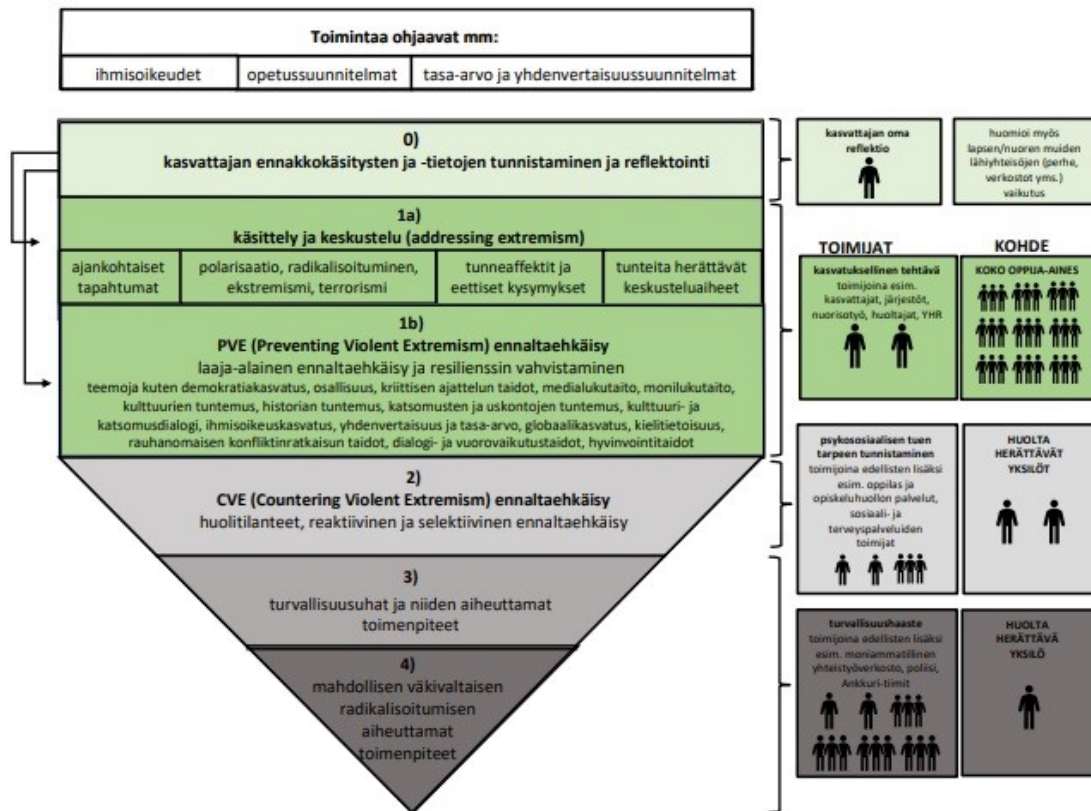 Toimintaa ohjaavat mm:
ihmisoikeudet
opetussuunnitelmat
tasa-arvo ja yhdenvertaisuussuunnitelmat
0)
kasvattajan ennakkokäsitysten ja -tietojen tunnistaminen ja reflektointi
1a)
käsittely ja keskustelu (addressing extremism)
ajankohtaiset
tapahtumat
polarisaatio, radikalisoituminen,
ekstremismi, terrorismi
tunneaffektit ja
eettiset kysymykset
tunteita herättävät
keskusteluaiheet
1b)
PVE (Preventing Violent Extremism) ennaltaehkäisy
laaja-alainen ennaltaehkäisy ja resilienssin vahvistaminen
teemoja kuten demokratiakasvatus, osallisuus, kriittisen ajattelun taidot, medialukutaito, monilukutaito,
kulttuurien tuntemus, historian tuntemus, katsomusten ja uskontojen tuntemus, kulttuuri- ja
katsomusdialogi, ihmisoikeuskasvatus, yhdenvertaisuus ja tasa-arvo, globaalikasvatus, kielitietoisuus,
rauhanomaisen konfliktinratkaisun taidot, dialogi- ja vuorovaikutustaidot, hyvinvointitaidot
2)
CVE (Countering Violent Extremism) ennaltaehkäisy
huolitilanteet, reaktiivinen ja selektiivinen ennaltaehkäisy
3)
turvallisuusuhat ja niiden aiheuttamat
toimenpiteet
4)
mahdollisen väkivaltaisen
radikalisoitumisen
aiheuttamat
toimenpiteet
kasvattajan oma
reflektio
huomioi myös
lapsen/nuoren muiden
lähiyhteisöjen (perhe,
verkostot yms.)
vaikutus
TOIMIJAT
KOHDE
kasvatuksellinen tehtävä
toimijoina esim.
kasvattajat, järjestöt,
nuorisotyö, huoltajat, YHR
KOKO OPPIJA-AINES
psykososiaalisen tuen
tarpeen tunnistaminen
toimijoina edellisten lisäksi
esim. oppilas ja
opiskeluhuollon palvelut,
sosiaali- ja
terveyspalveluiden
toimijat
HUOLTA
HERÄTTÄVÄT
YKSILÖT
turvallisuushaaste
toimijoina edellisten lisäksi
esim. moniammatillinen
yhteistyöverkosto, poliisi,
Ankkuri-tiimit
HUOLTA
HERÄTTÄVÄ
YKSILÖ